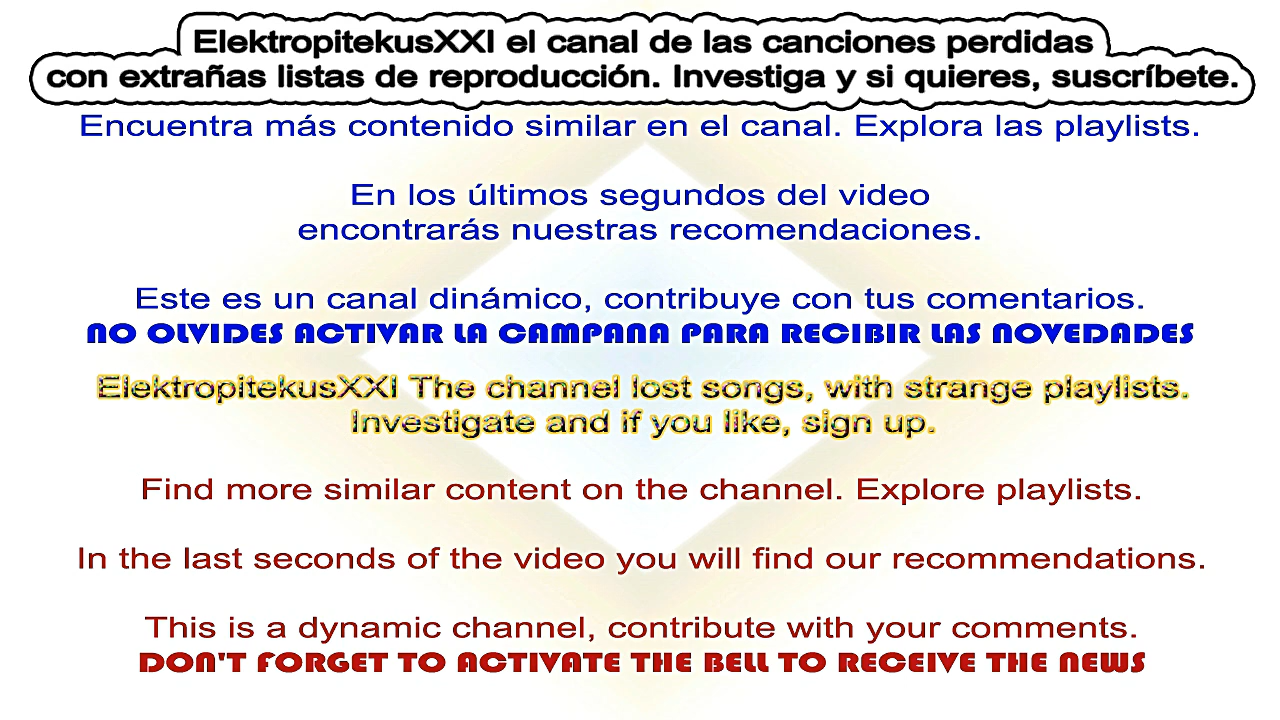 ElektropitekusXXI el canal de las canciones perdidas
con extrañas listas de reproducción. Investiga y si quieres, suscríbete.
Encuentra más contenido similar en el canal. Explora las playlists.
En los últimos segundos del video
encontrarás nuestras recomendaciones.
Este es un canal dinámico, contribuye con tus comentarios.
NO OLVIDES ACTIVAR LA CAMPANA PARA RECIBIR LAS NOVEDADES
ElektropitekusXXI The channel lost songs, with strange playlists.
Investigate and if you like, sign up.
Find more similar content on the channel. Explore playlists.
In the last seconds of the video you will find our recommendations.
This is a dynamic channel, contribute with your comments.
DON'T FORGET TO ACTIVATE THE BELL TO RECEIVE THE NEWS